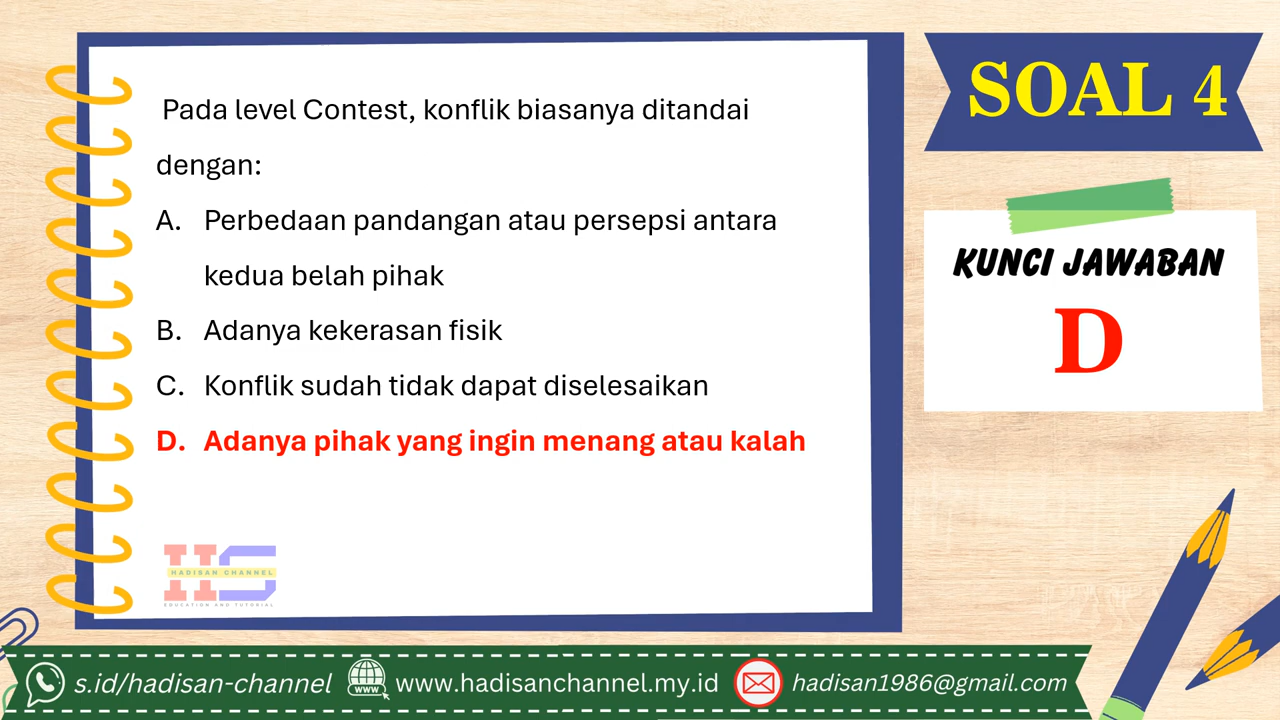 Pada level Contest, konflik biasanya ditandai
dengan:
A. Perbedaan pandangan atau persepsi antara
kedua belah pihak
B. Adanya kekerasan fisik
C. Konflik sudah tidak dapat diselesaikan
D. Adanya pihak yang ingin menang atau kalah
SOAL 4
KUNCI JAWABAN
D
HS
HADISAN CHANNEL
EDUCATION AND TUTORIAL
s.id/hadisan-channel
WWW
www.hadisanchannel.my.id
hadisan1986@gmail.com